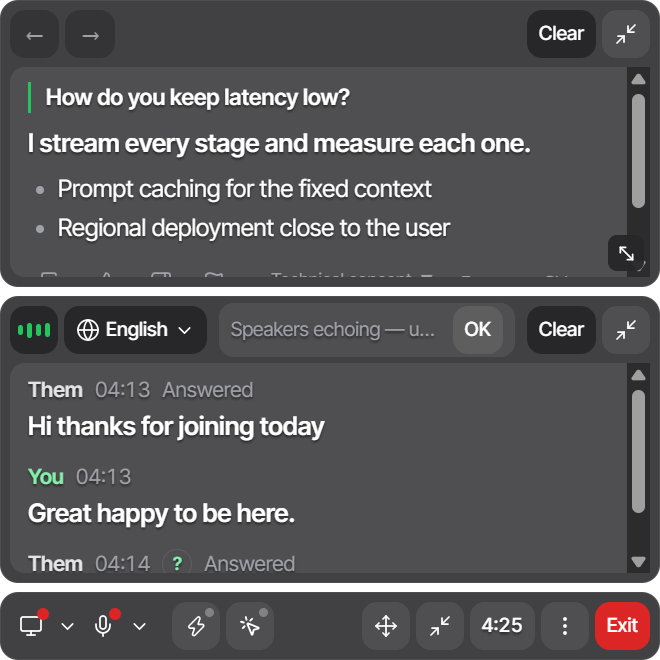 Clear
How do you keep latency low?
I stream every stage and measure each one.
Prompt caching for the fixed context
Regional deployment close to the user
English
Speakers echoing — u...
OK
Clear
Them 04:13 Answered
Hi thanks for joining today
You 04:13
Great happy to be here.
Them 04:14 ? Answered
4:25
Exit